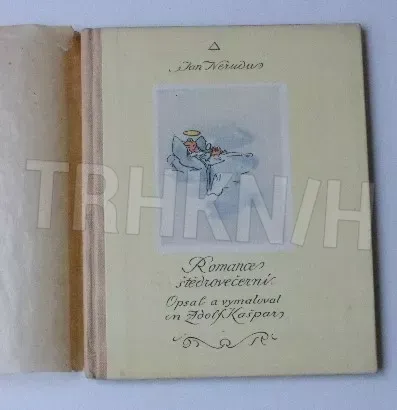 Jan Neruda
TRHKNIH
Romance
štědrovečerní
Opsal a vymaloval
Adolf Kašpar